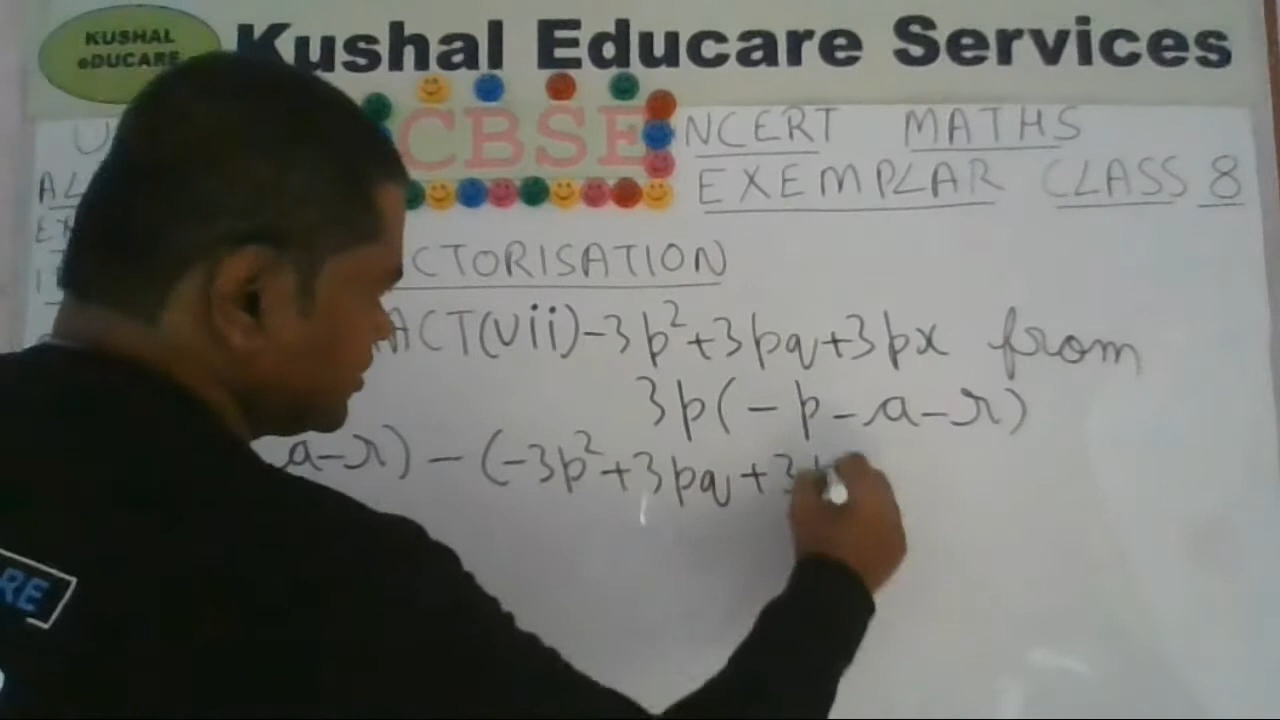 KUSHAL
eDUCARE
Kushal Educare Services
CBSE
NCERT MATHS
EXEMPLAR CLASS 8
CTORISATION
ACT(vii)-3p²+3pq+3px from
3p(-p-a-r)
a-r) - (-3p²+3pq+3p
RE